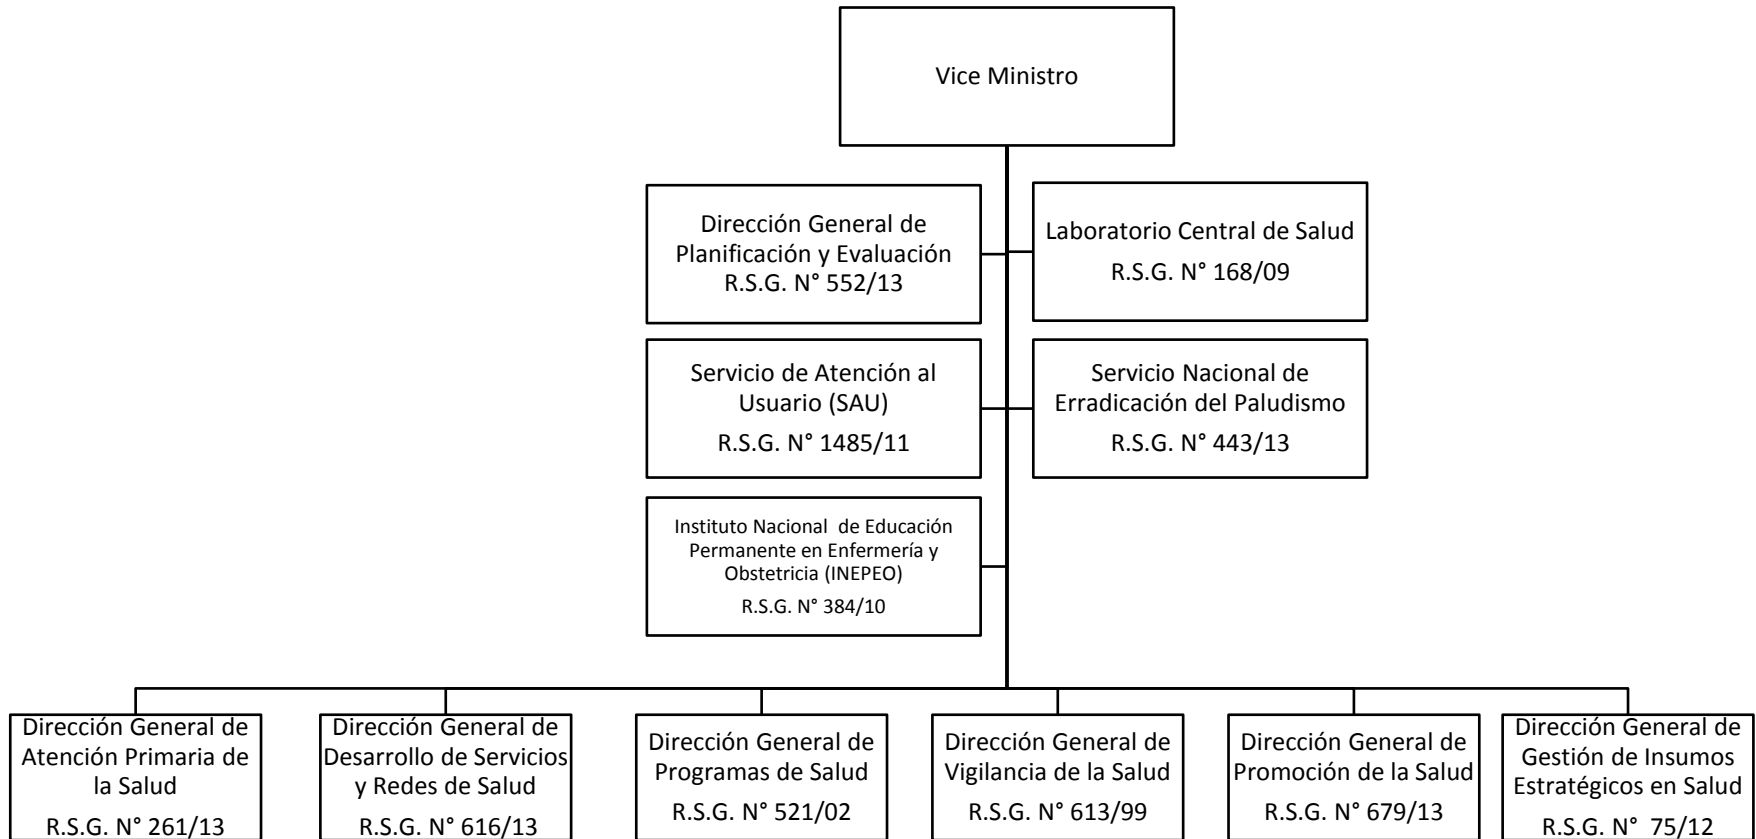 Vice Ministro
Dirección General de
Planificación y Evaluación
R.S.G. N° 552/13
Laboratorio Central de Salud
R.S.G. N° 168/09
Servicio de Atención al
Usuario (SAU)
R.S.G. N° 1485/11
Servicio Nacional de
Erradicación del Paludismo
R.S.G. N° 443/13
Instituto Nacional  de Educación
Permanente en Enfermería y
Obstetricia (INEPEO)
R.S.G. N° 384/10
Dirección General de
Atención Primaria de
la Salud
R.S.G. N° 261/13
Dirección General de
Desarrollo de Servicios
y Redes de Salud
R.S.G. N° 616/13
Dirección General de
Programas de Salud
R.S.G. N° 521/02
Dirección General de
Vigilancia de la Salud
R.S.G. N° 613/99
Dirección General de
Promoción de la Salud
R.S.G. N° 679/13
Dirección General de
Gestión de Insumos
Estratégicos en Salud
R.S.G. N°  75/12